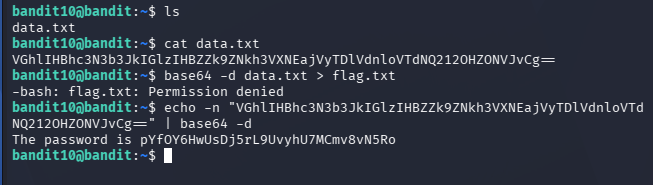 bandit10@bandit:~$ ls
data.txt
bandit10@bandit:~$ cat data.txt
VGhlIHBhc3N3b3JkIGlzIHBZZk9ZNkh3VXNEajVyTDlVdnloVTdNQ212OHZONVJvCg==
bandit10@bandit:~$ base64 -d data.txt > flag.txt
-bash: flag.txt: Permission denied
bandit10@bandit:~$ echo -n "VGhlIHBhc3N3b3JkIGlzIHBZZk9ZNkh3VXNEajVyTDlVdnloVTd
NQ212OHZONVJvCg==" | base64 -d
The password is pYfOY6HwUsDj5rL9UvyhU7MCmv8vN5Ro
bandit10@bandit:~$